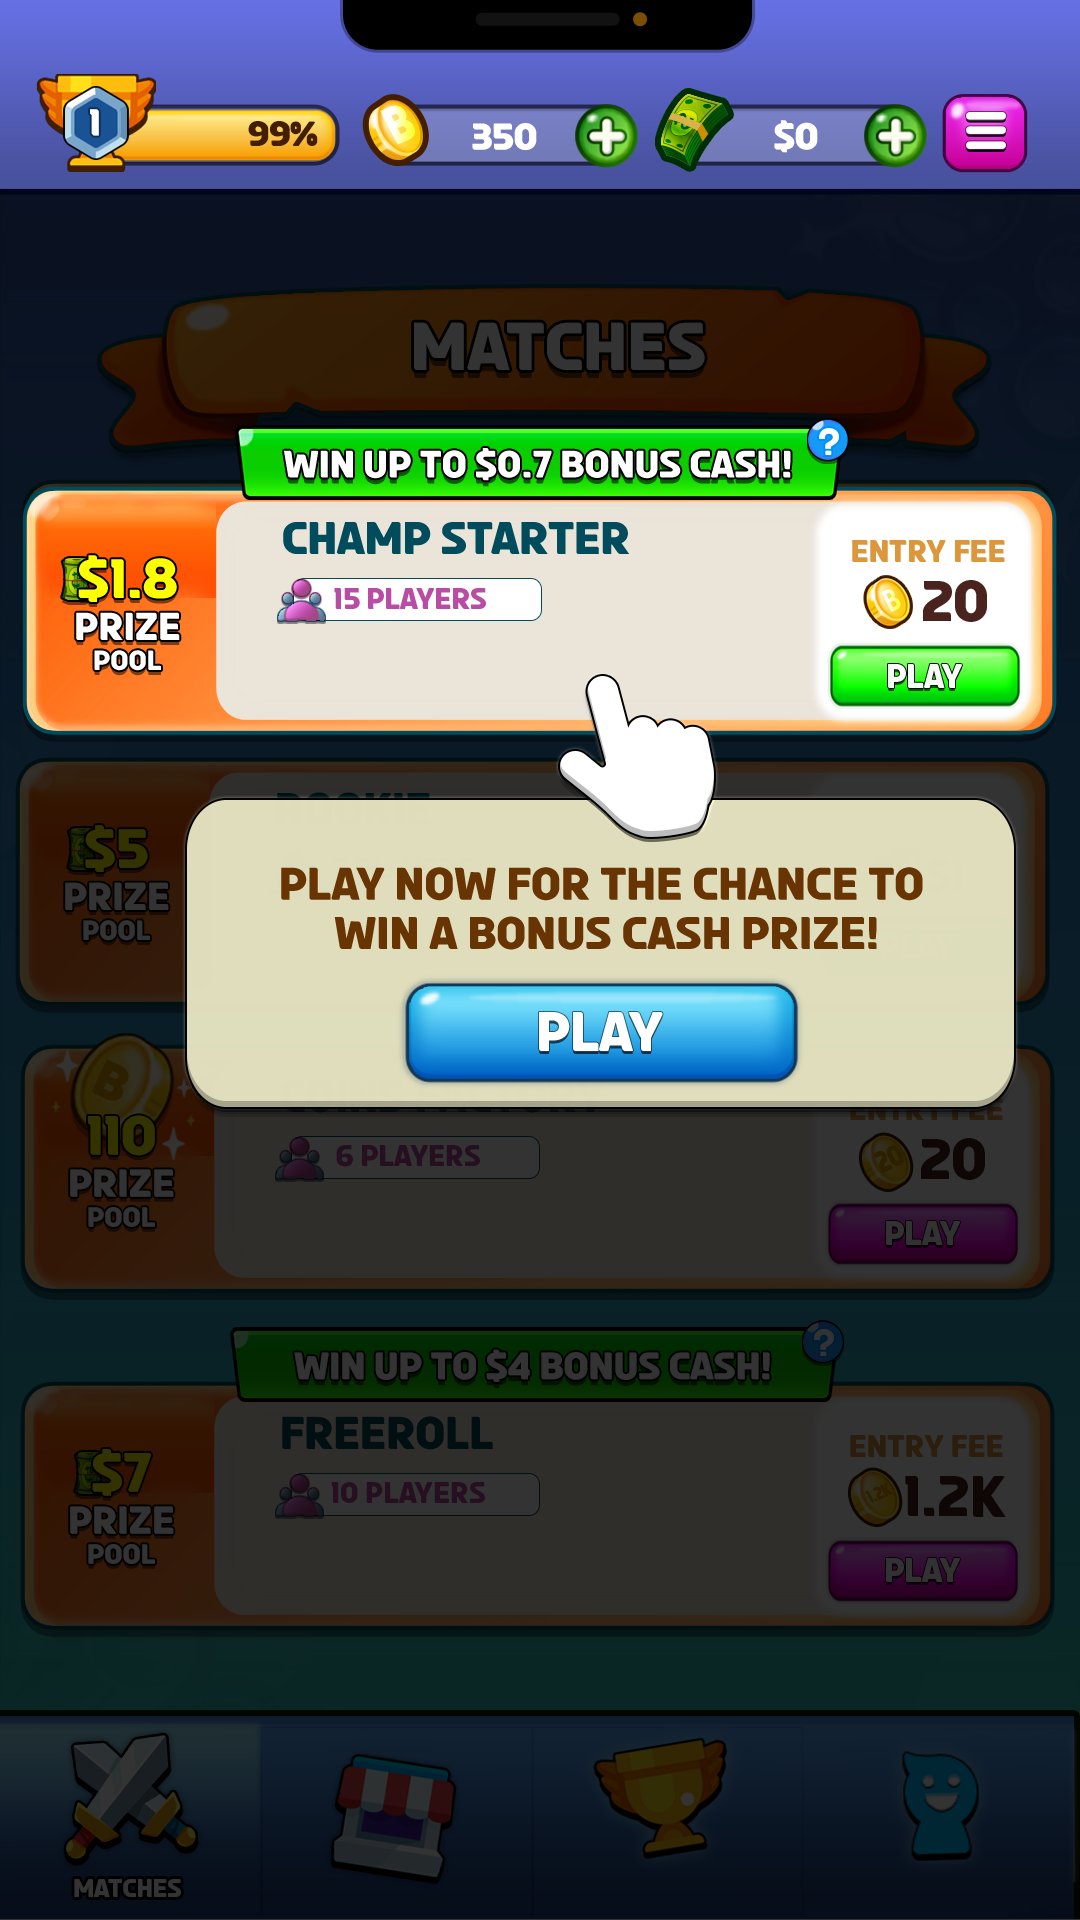 1
99%
350
$0
MATCHES
WIN UP TO $0.7 BONUS CASH!
?
CHAMP STARTER
15 PLAYERS
$1.8
PRIZE
POOL
ENTRY FEE
20
PLAY
$5
PRIZE
POOL
PLAY NOW FOR THE CHANCE TO
WIN A BONUS CASH PRIZE!
PLAY
110
PRIZE
POOL
6 PLAYERS
ENTRY FEE
20
PLAY
WIN UP TO $4 BONUS CASH!
?
FREEROLL
10 PLAYERS
$7
PRIZE
POOL
ENTRY FEE
1.2K
PLAY
MATCHES